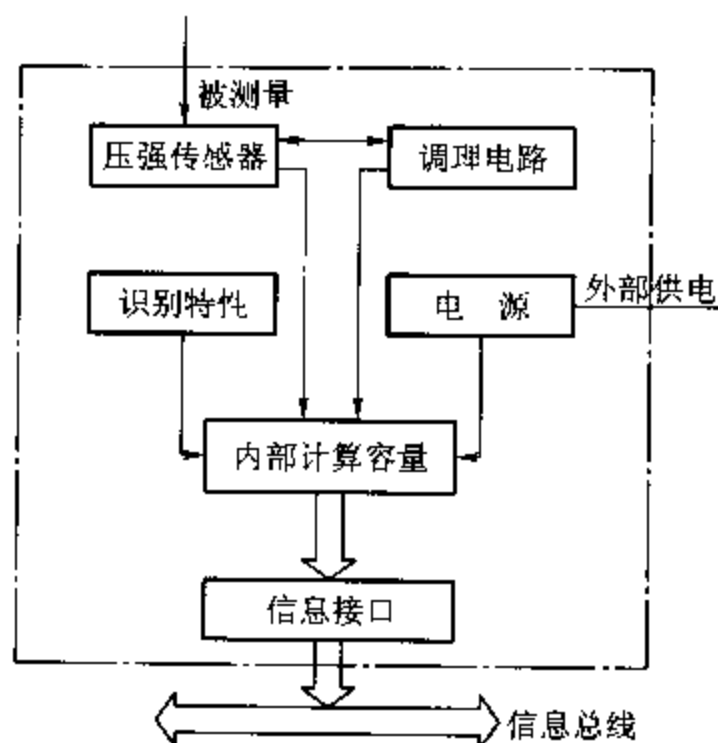 被测量
压强传感器
调理电路
识别特性
电 源
外部供电
内部计算容量
信息接口
信息总线